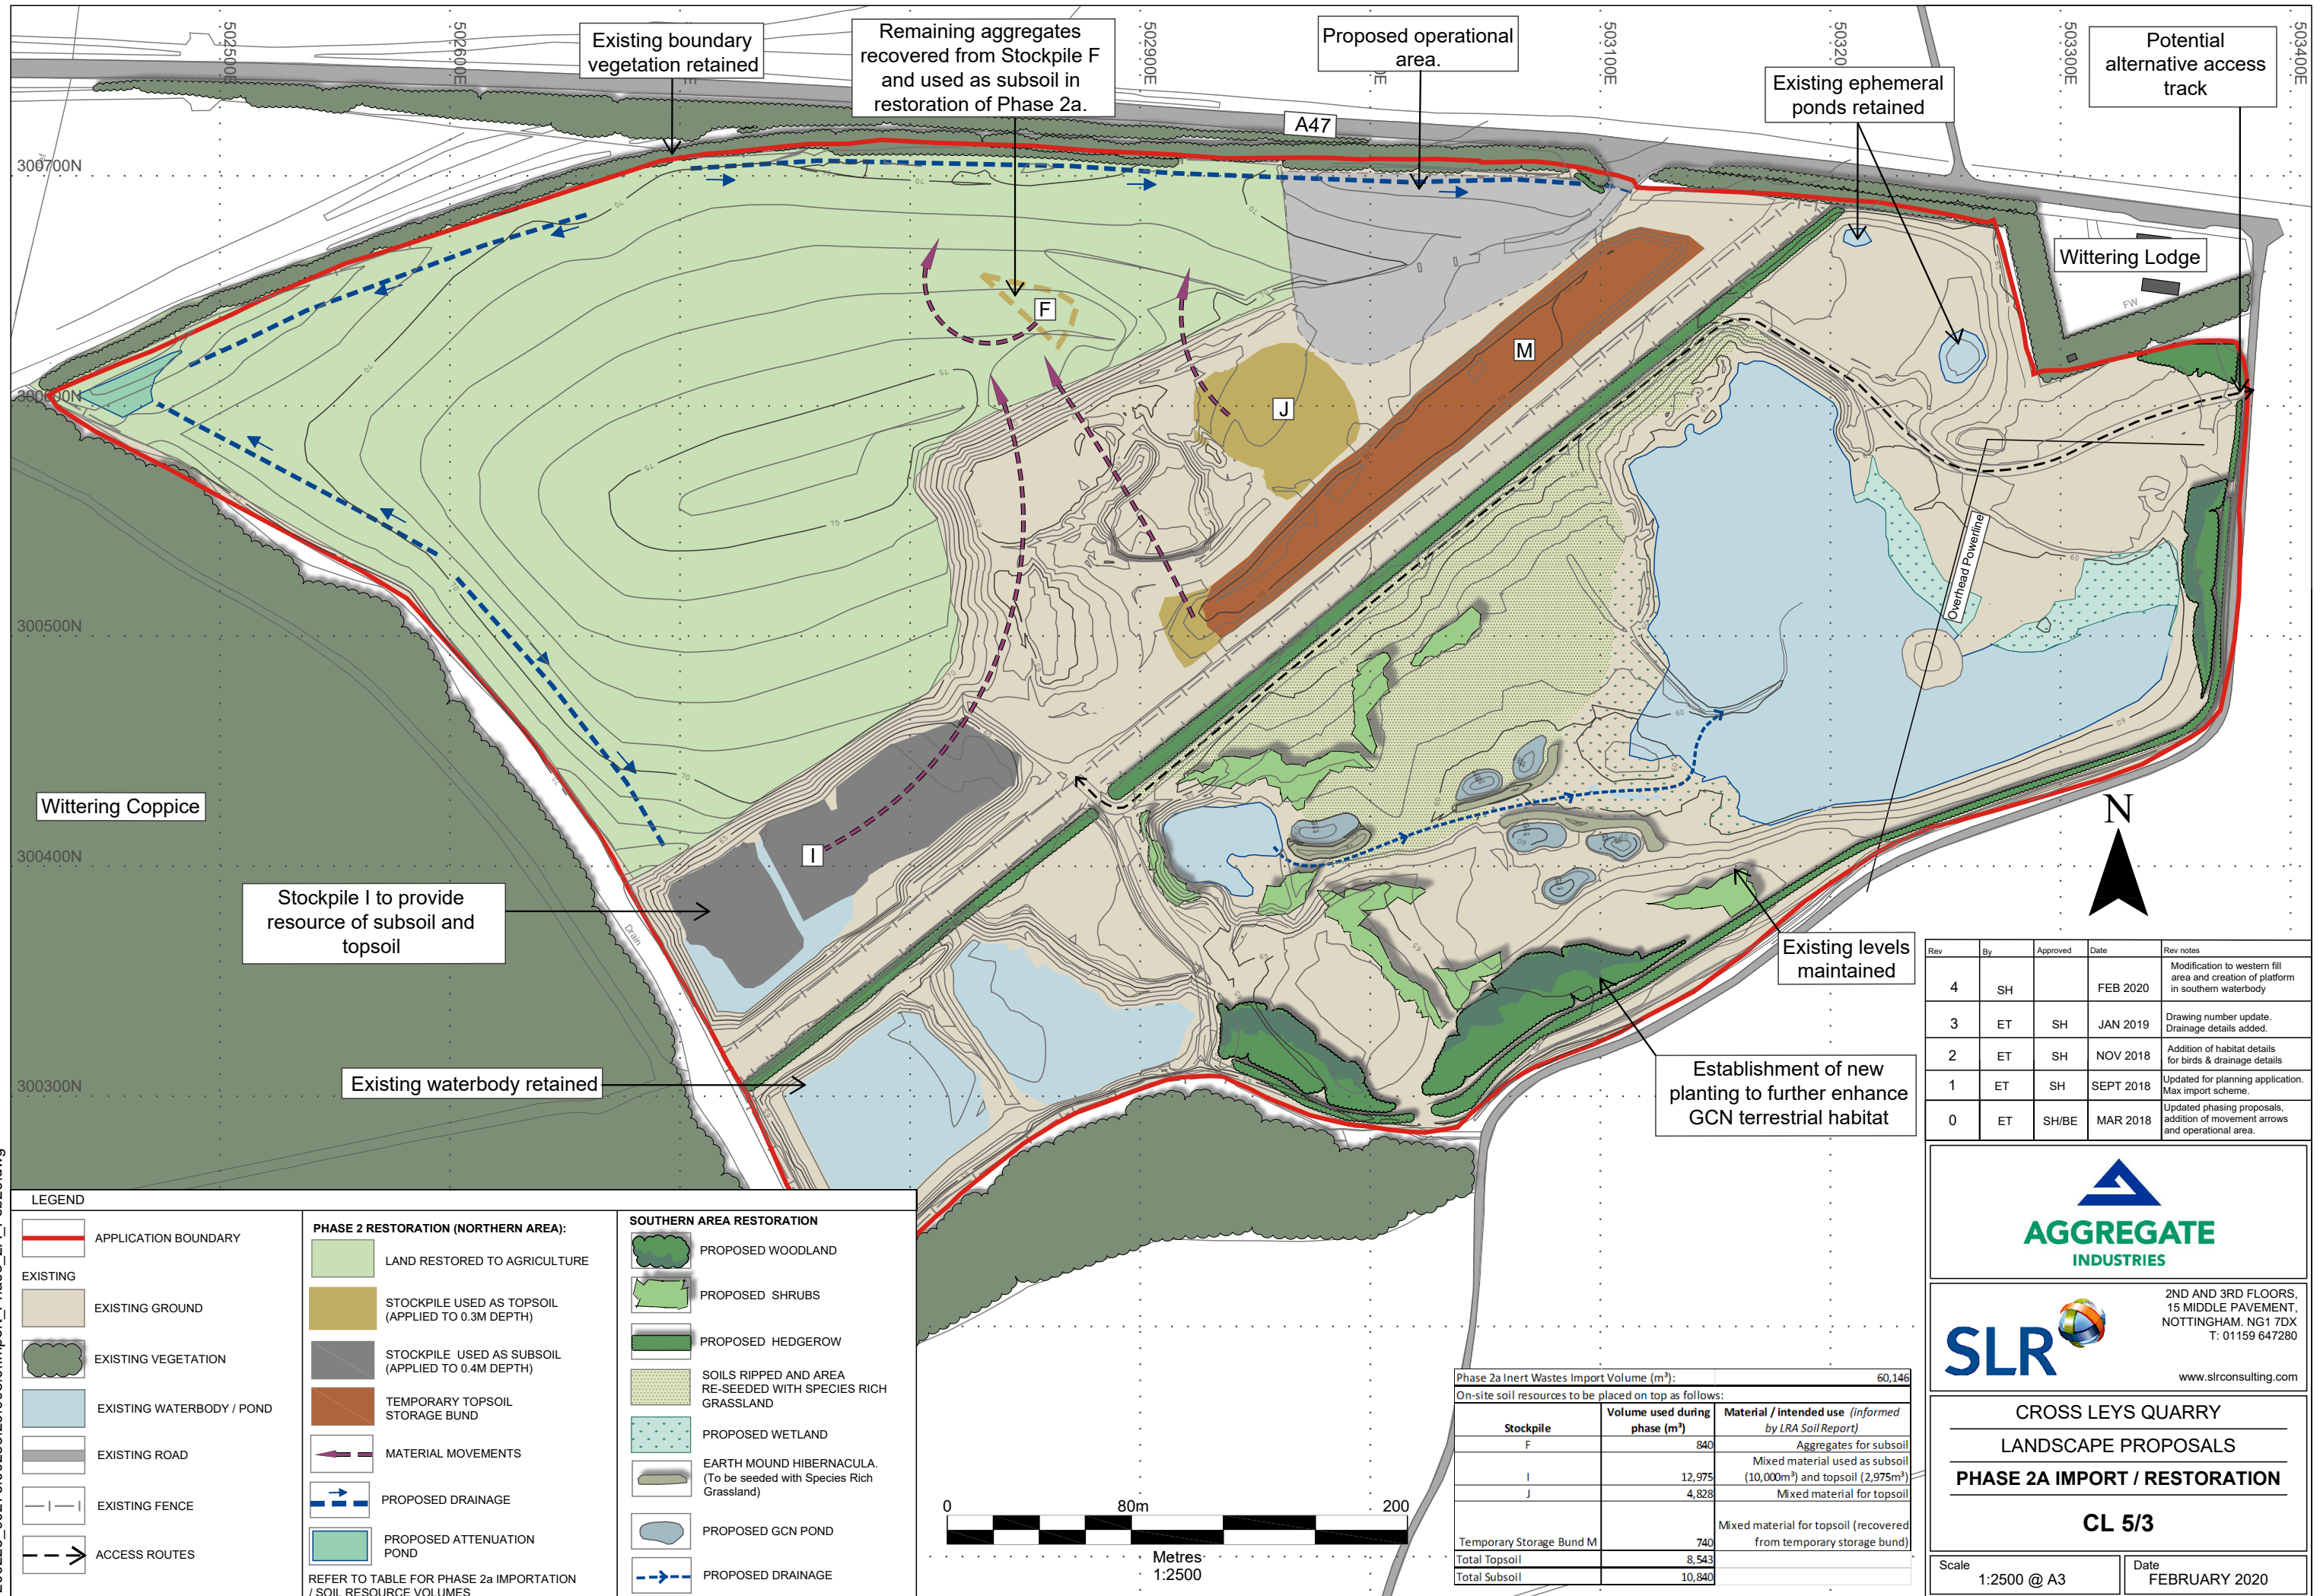 Existing boundary
vegetation retained
Remaining aggregates
recovered from Stockpile F
and used as subsoil in
restoration of Phase 2a.
Proposed operational
area.
Existing ephemeral
ponds retained
Potential
alternative access
track
502500E
502600E
502900E
503100E
503300E
503400E
A47
300700N
300500N
300400N
300300N
Wittering Lodge
FW
F
M
J
I
Overhead Powerline
Wittering Coppice
Drain
Stockpile I to provide
resource of subsoil and
topsoil
Existing waterbody retained
Existing levels
maintained
Establishment of new
planting to further enhance
GCN terrestrial habitat
N
Rev By Approved Date Rev notes
4 SH FEB 2020 Modification to western fill
area and creation of platform
in southern waterbody
3 ET SH JAN 2019 Drawing number update.
Drainage details added.
2 ET SH NOV 2018 Addition of habitat details
for birds & drainage details
1 ET SH SEPT 2018 Updated for planning application.
Max import scheme.
0 ET SH/BE MAR 2018 Updated phasing proposals,
addition of movement arrows
and operational area.
AGGREGATE
INDUSTRIES
SLR
2ND AND 3RD FLOORS,
15 MIDDLE PAVEMENT,
NOTTINGHAM. NG1 7DX
T: 01159 647280
www.slrconsulting.com
CROSS LEYS QUARRY
LANDSCAPE PROPOSALS
PHASE 2A IMPORT / RESTORATION
CL 5/3
Scale
1:2500 @ A3
Date
FEBRUARY 2020
LEGEND
APPLICATION BOUNDARY
EXISTING
EXISTING GROUND
EXISTING VEGETATION
EXISTING WATERBODY / POND
EXISTING ROAD
EXISTING FENCE
ACCESS ROUTES
PHASE 2 RESTORATION (NORTHERN AREA):
LAND RESTORED TO AGRICULTURE
STOCKPILE USED AS TOPSOIL
(APPLIED TO 0.3M DEPTH)
STOCKPILE USED AS SUBSOIL
(APPLIED TO 0.4M DEPTH)
TEMPORARY TOPSOIL
STORAGE BUND
MATERIAL MOVEMENTS
PROPOSED DRAINAGE
PROPOSED ATTENUATION
POND
REFER TO TABLE FOR PHASE 2a IMPORTATION
/ SOIL RESOURCE VOLUMES
SOUTHERN AREA RESTORATION
PROPOSED WOODLAND
PROPOSED SHRUBS
PROPOSED HEDGEROW
SOILS RIPPED AND AREA
RE-SEEDED WITH SPECIES RICH
GRASSLAND
PROPOSED WETLAND
EARTH MOUND HIBERNACULA.
(To be seeded with Species Rich
Grassland)
PROPOSED GCN POND
PROPOSED DRAINAGE
0 80m 200
Metres
1:2500
Phase 2a Inert Wastes Import Volume (m³): 60,146
On-site soil resources to be placed on top as follows:
Stockpile Volume used during
phase (m³) Material / intended use (informed
by LRA Soil Report)
F 840 Aggregates for subsoil
I 12,975 Mixed material used as subsoil
(10,000m³) and topsoil (2,975m³)
J 4,828 Mixed material for topsoil
Temporary Storage Bund M 740 Mixed material for topsoil (recovered
from temporary storage bund)
Total Topsoil 8,543
Total Subsoil 10,840